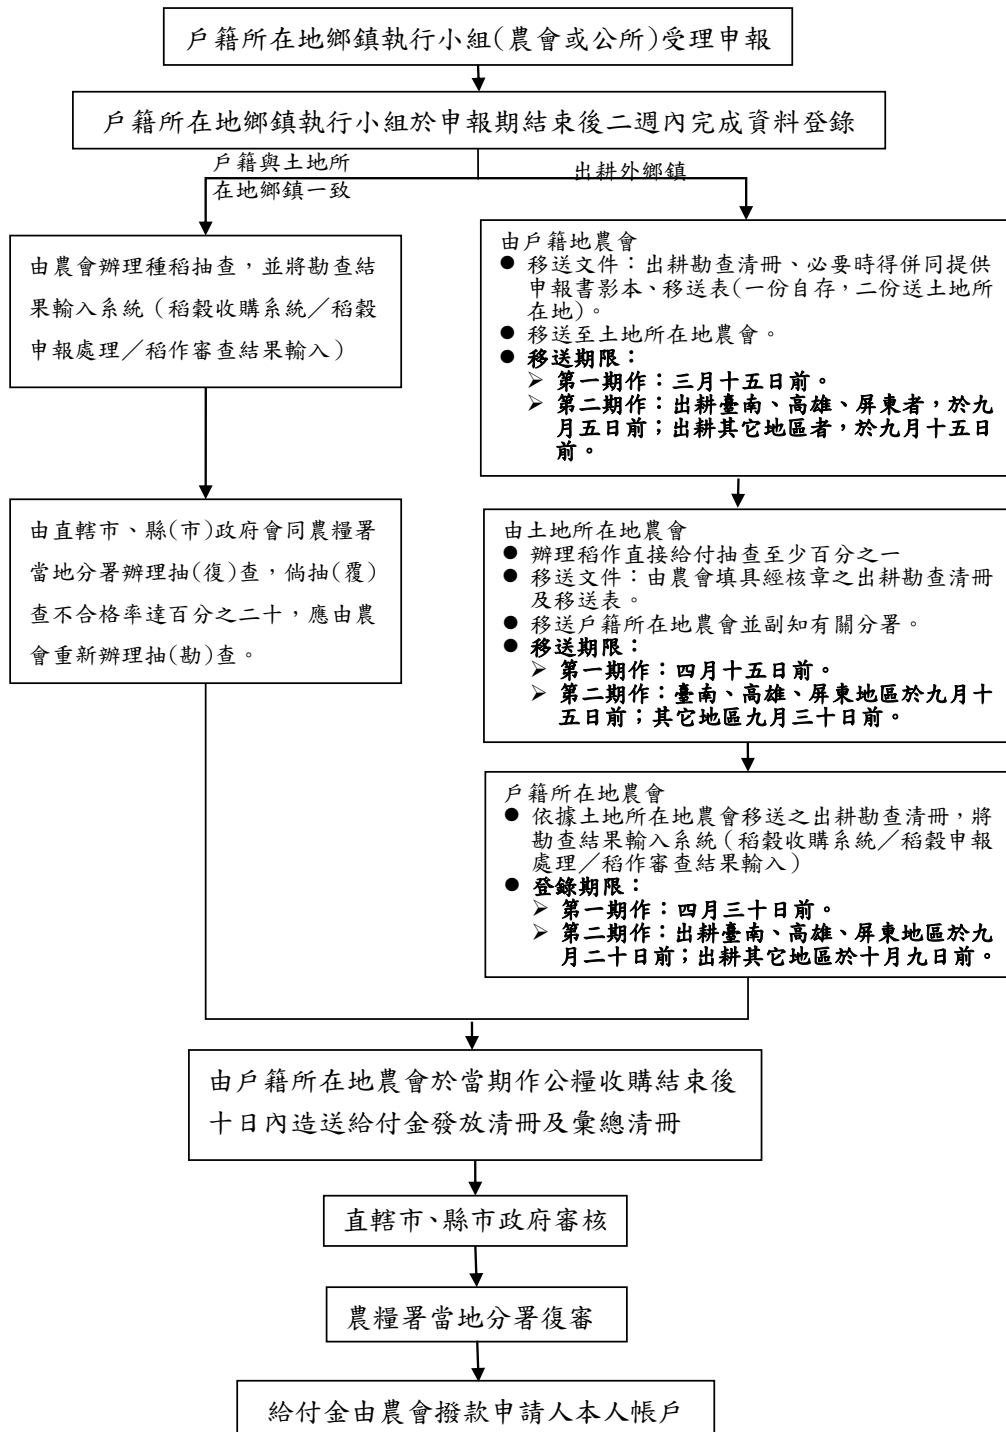 戶籍所在地鄉鎮執行小組(農會或公所)受理申報
戶籍所在地鄉鎮執行小組於申報期結束後二週內完成資料登錄
戶籍與土地所
在地鄉鎮一致
出耕外鄉鎮
由農會辦理種稻抽查，並將勘查結
果輸入系統（稻穀收購系統／稻穀
申報處理／稻作審查結果輸入）
由直轄市、縣(市)政府會同農糧署
當地分署辦理抽(復)查，倘抽(覆)
查不合格率達百分之二十，應由農
會重新辦理抽(勘)查。
由戶籍地農會
● 移送文件：出耕勘查清冊、必要時得併同提供
申報書影本、移送表(一份自存，二份送土地所
在地)。
● 移送至土地所在地農會。
● 移送期限：
➢ 第一期作：三月十五日前。
➢ 第二期作：出耕臺南、高雄、屏東者，於九
月五日前；出耕其它地區者，於九月十五日
前。
由土地所在地農會
● 辦理稻作直接給付抽查至少百分之一
● 移送文件：由農會填具經核章之出耕勘查清冊
及移送表。
● 移送戶籍所在地農會並副知有關分署。
● 移送期限：
➢ 第一期作：四月十五日前。
➢ 第二期作：臺南、高雄、屏東地區於九月十
五日前；其它地區九月三十日前。
戶籍所在地農會
● 依據土地所在地農會移送之出耕勘查清冊，將
勘查結果輸入系統（稻穀收購系統／稻穀申報
處理／稻作審查結果輸入）
● 登錄期限：
➢ 第一期作：四月三十日前。
➢ 第二期作：出耕臺南、高雄、屏東地區於九
月二十日前；出耕其它地區於十月九日前。
由戶籍所在地農會於當期作公糧收購結束後
十日內造送給付金發放清冊及彙總清冊
直轄市、縣市政府審核
農糧署當地分署復審
給付金由農會撥款申請人本人帳戶